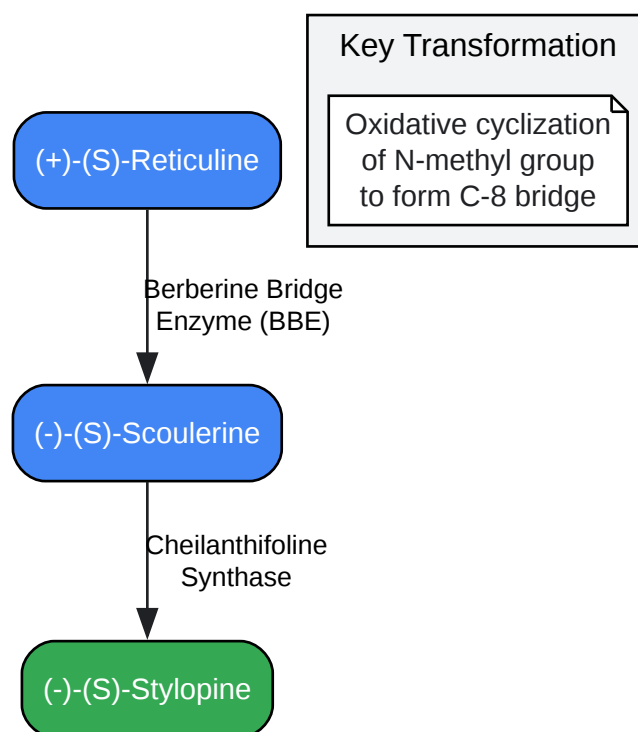 Key Transformation
Oxidative cyclization
of N-methyl group
to form C-8 bridge
(+)-(S)-Reticuline
Berberine Bridge
Enzyme (BBE)
(-)-(S)-Scoulerine
Cheilanthifoline
Synthase
(-)-(S)-Stylopine